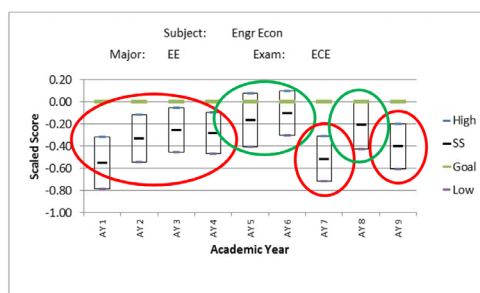 Subject: Engr Econ
Major: EE Exam: ECE
0.20
0.00
-0.20
-0.40
-0.60
-0.80
-1.00
Scaled Score
High
SS
Goal
Low
AY 1
AY 2
AY 3
AY 4
AY 5
AY 6
AY 7
AY 8
AY 9
Academic Year